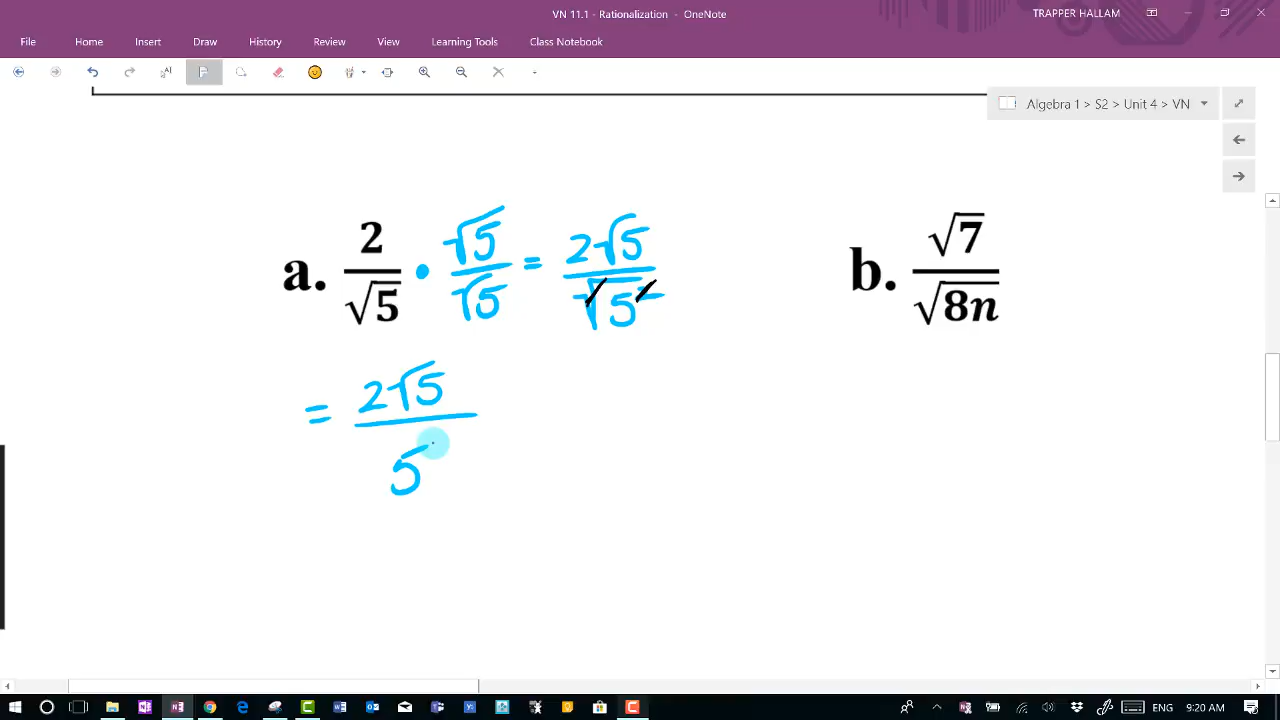 VN 11.1 - Rationalization - OneNote
TRAPPER HALLAM
File Home Insert Draw History Review View Learning Tools Class Notebook
Algebra 1 > S2 > Unit 4 > VN
a. 2/√5 • √5/√5 = 2√5/√5²
= 2√5/5
b. √7/√8n
ENG 9:20 AM